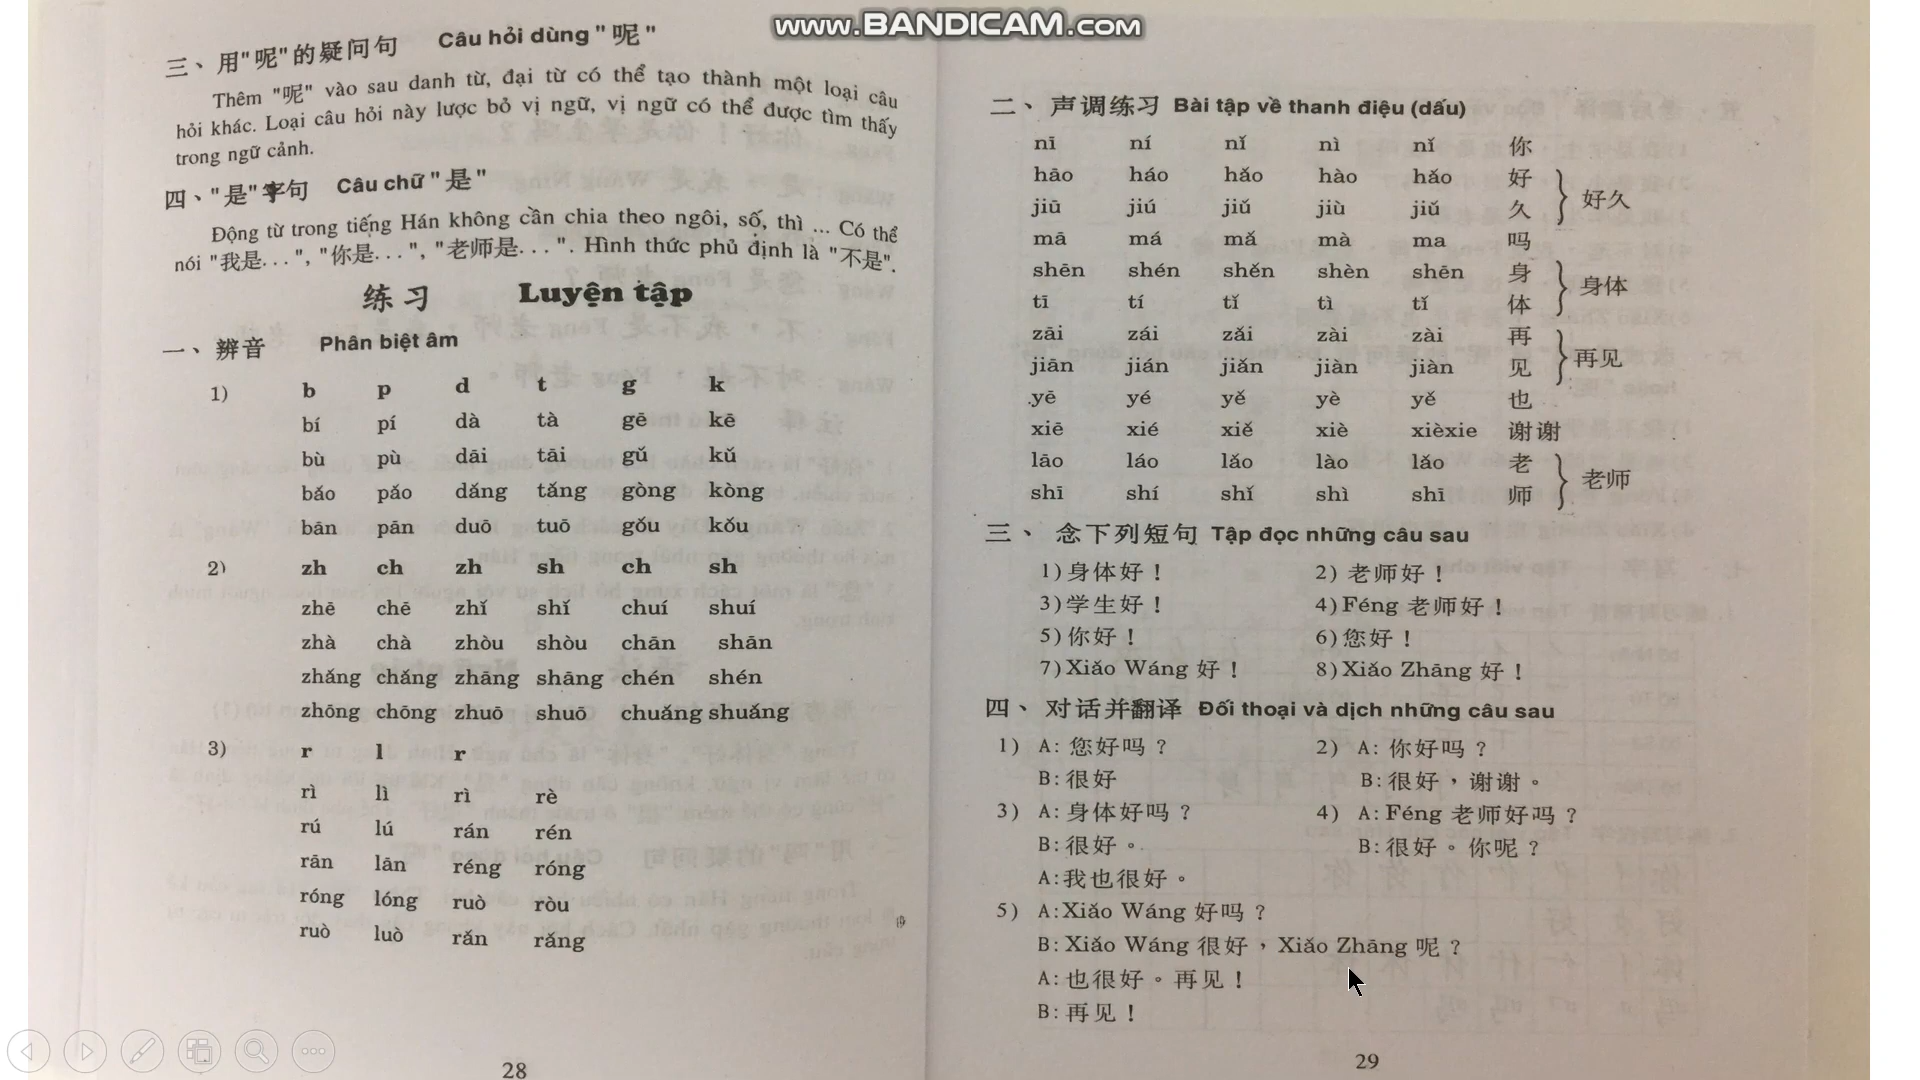 www.BANDICAM.com
三、用"呢"的疑问句 Câu hỏi dùng "呢"
Thêm "呢" vào sau danh từ, đại từ có thể tạo thành một loại câu
hỏi khác. Loại câu hỏi này lược bỏ vị ngữ, vị ngữ có thể được tìm thấy
trong ngữ cảnh.
四、"是"字句 Câu chữ "是"
Động từ trong tiếng Hán không cần chia theo ngôi, số, thì ... Có thể
nói "我是...", "你是...", "老师是...". Hình thức phủ định là "不是".
练习 Luyện tập
一、辨音 Phân biệt âm
1) b p d t g k
bí pí dà tà gē kē
bù pù dāi tāi gǔ kǔ
bǎo pǎo dǎng tǎng gòng kòng
bān pān duō tuō gǒu kǒu
2) zh ch zh sh ch sh
zhē chē zhǐ shǐ chuí shuí
zhà chà zhòu shòu chān shān
zhǎng chǎng zhāng shāng chén shén
zhōng chōng zhuō shuō chuǎng shuǎng
3) r l r
rì lì rì rè
rú lú rán rén
rān lān réng róng
róng lóng ruò ròu
ruò luò rǎn rǎng
28
二、声调练习 Bài tập về thanh điệu (dấu)
nī ní nǐ nì nǐ 你
hāo háo hǎo hào hǎo 好
jiū jiú jiǔ jiù jiǔ 久
好久
mā má mǎ mà ma 吗
shēn shén shěn shèn shēn 身
tī tí tǐ tì tǐ 体
身体
zāi zái zǎi zài zài 再
jiān jián jiǎn jiàn jiàn 见
再见
yē yé yě yè yě 也
xiē xié xiě xiè xièxie 谢谢
lāo láo lǎo lào lǎo 老
shī shí shǐ shì shī 师
老师
三、念下列短句 Tập đọc những câu sau
1)身体好! 2)老师好!
3)学生好! 4)Féng 老师好!
5)你好! 6)您好!
7)Xiǎo Wáng 好! 8)Xiǎo Zhāng 好!
四、对话并翻译 Đối thoại và dịch những câu sau
1) A: 您好吗? 2) A: 你好吗?
B: 很好 B: 很好,谢谢。
3) A: 身体好吗? 4) A: Féng 老师好吗?
B: 很好。 B: 很好。你呢?
A:我也很好。
5) A:Xiǎo Wáng 好吗?
B: Xiǎo Wáng 很好,Xiǎo Zhāng 呢?
A: 也很好。再见!
B: 再见!
29